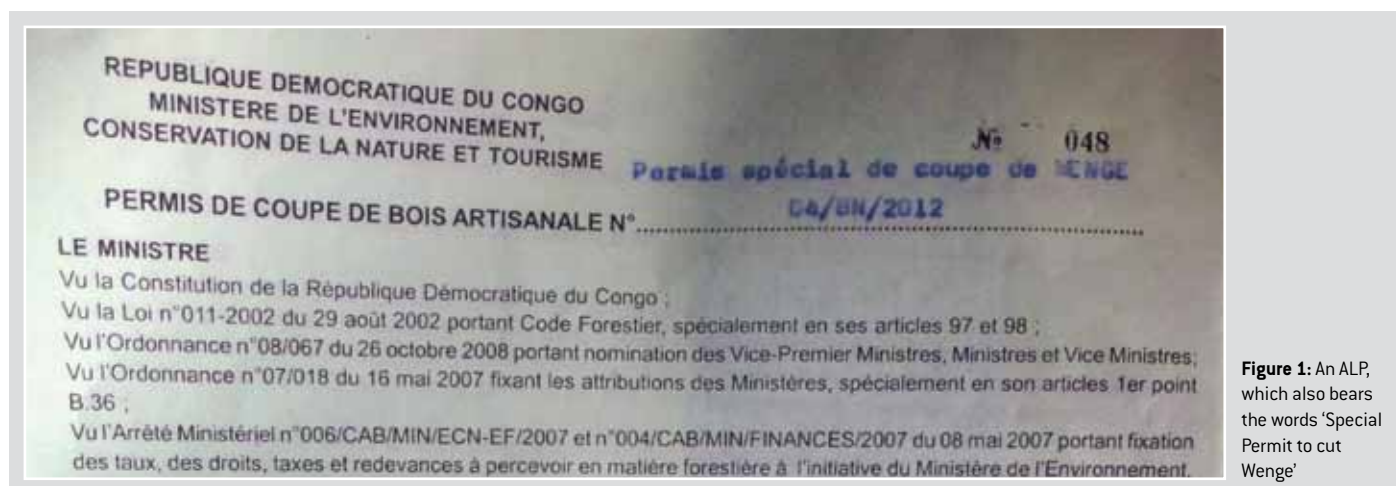 REPUBLIQUE DEMOCRATIQUE DU CONGO
MINISTERE DE L'ENVIRONNEMENT,
CONSERVATION DE LA NATURE ET TOURISME
№ 048
Permis spécial de coupe de WENGE
PERMIS DE COUPE DE BOIS ARTISANALE N°....................
/2012
LE MINISTRE
Vu la Constitution de la République Démocratique du Congo ;
Vu la Loi n°011-2002 du 29 août 2002 portant Code Forestier, spécialement en ses articles 97 et 98 ;
Vu l'Ordonnance n°08/067 du 26 octobre 2008 portant nomination des Vice-Premier Ministres, Ministres et Vice Ministres;
Vu l'Ordonnance n°07/018 du 16 mai 2007 fixant les attributions des Ministères, spécialement en son articles 1er point
B.36 ;
Vu l'Arrêté Ministériel n°006/CAB/MIN/ECN-EF/2007 et n°004/CAB/MIN/FINANCES/2007 du 08 mai 2007 portant fixation
des taux, des droits, taxes et redevances à percevoir en matière forestière à l'initiative du Ministère de l'Environnement.
Figure 1: An ALP,
which also bears
the words ‘Special
Permit to cut
Wenge’